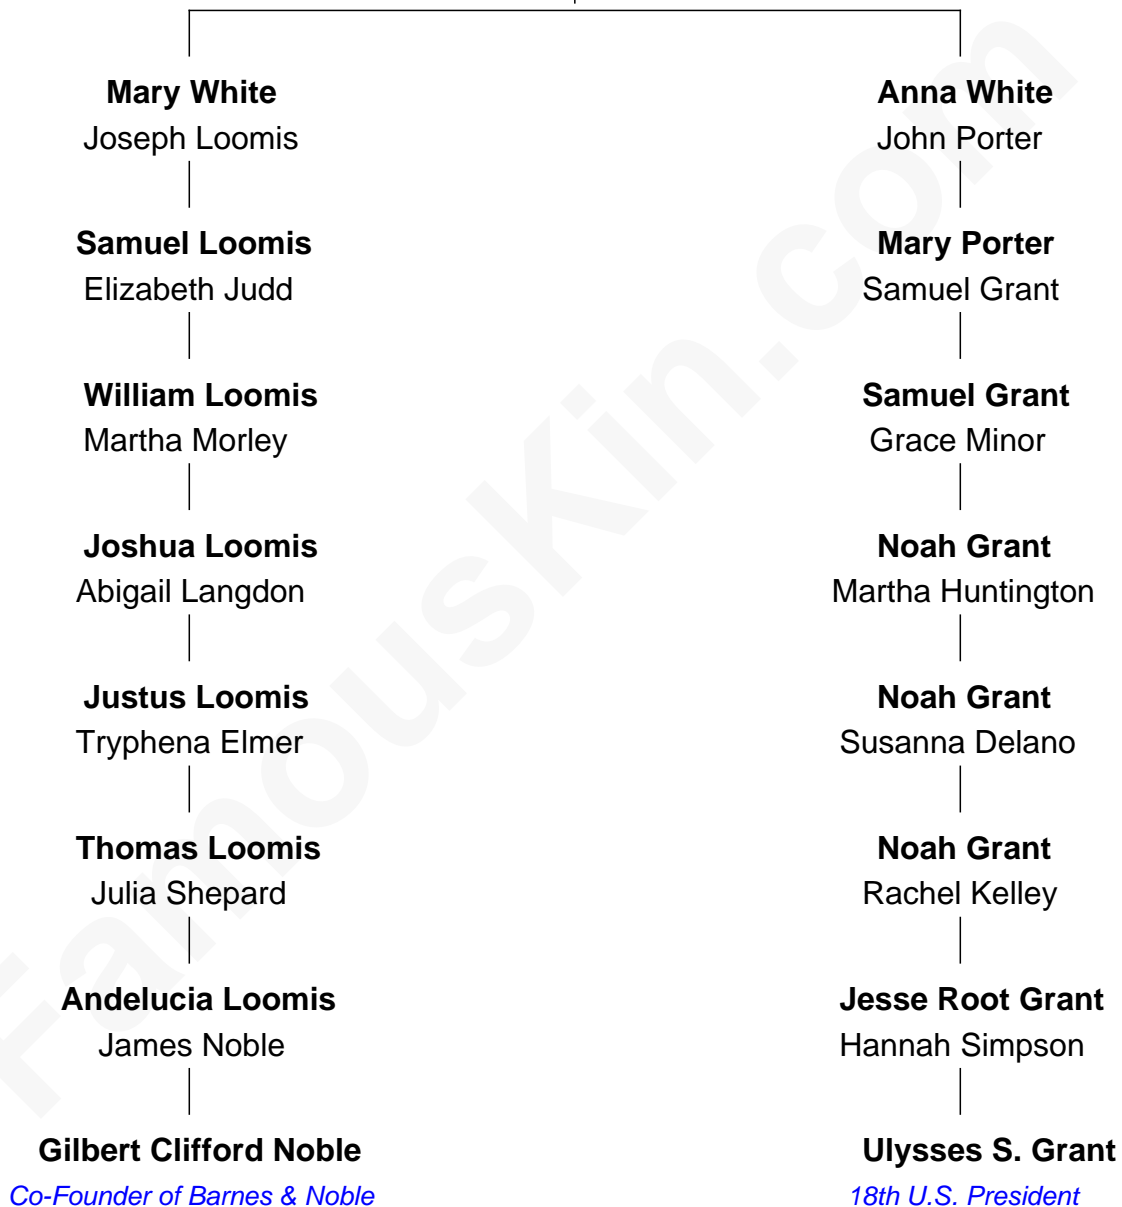 Mary White
Joseph Loomis
Samuel Loomis
Elizabeth Judd
William Loomis
Martha Morley
Joshua Loomis
Abigail Langdon
Justus Loomis
Tryphena Elmer
Thomas Loomis
Julia Shepard
Andelucia Loomis
James Noble
Gilbert Clifford Noble
Co-Founder of Barnes & Noble
Anna White
John Porter
Mary Porter
Samuel Grant
Samuel Grant
Grace Minor
Noah Grant
Martha Huntington
Noah Grant
Susanna Delano
Noah Grant
Rachel Kelley
Jesse Root Grant
Hannah Simpson
Ulysses S. Grant
18th U.S. President
FamousKin.com